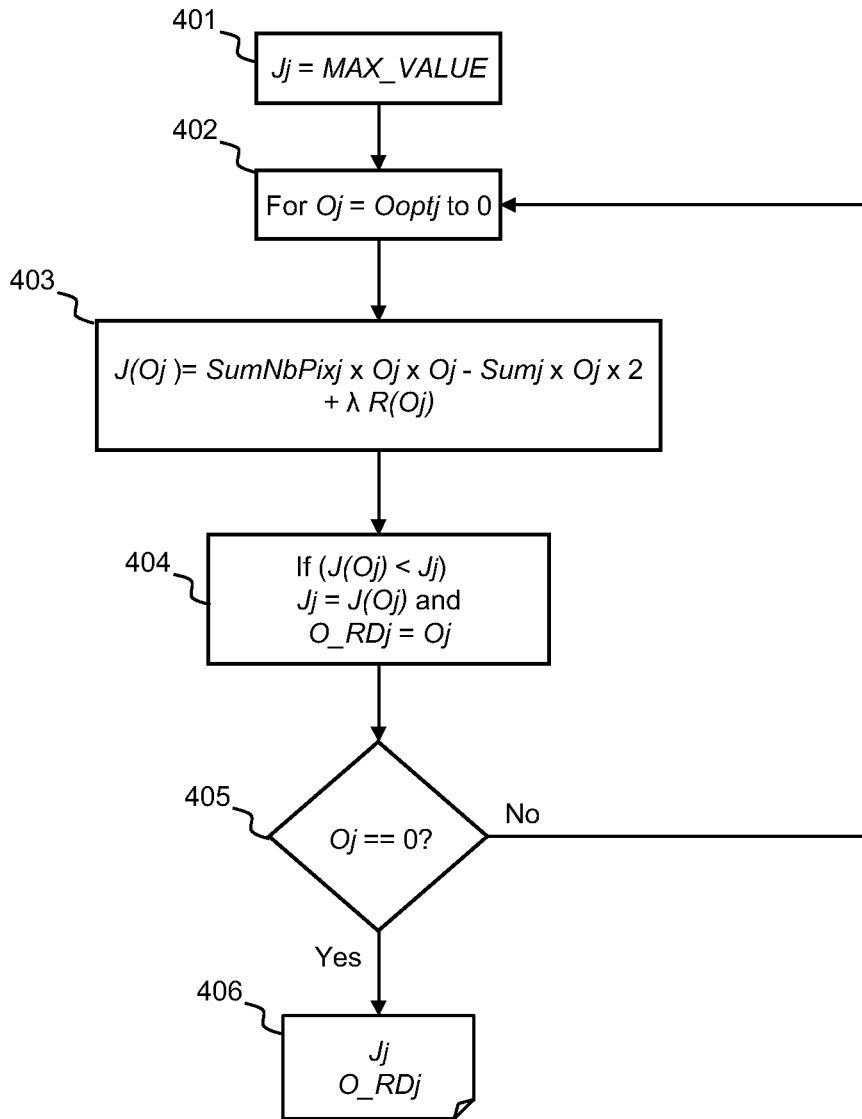 401
Jj = MAX_VALUE
402
For Oj = Ooptj to 0
403
J(Oj )= SumNbPixj x Oj x Oj - Sumj x Oj x 2
+ λ R(Oj)
404
If (J(Oj) < Jj)
Jj = J(Oj) and
O_RDj = Oj
405
Oj == 0?
No
Yes
406
Jj
O_RDj